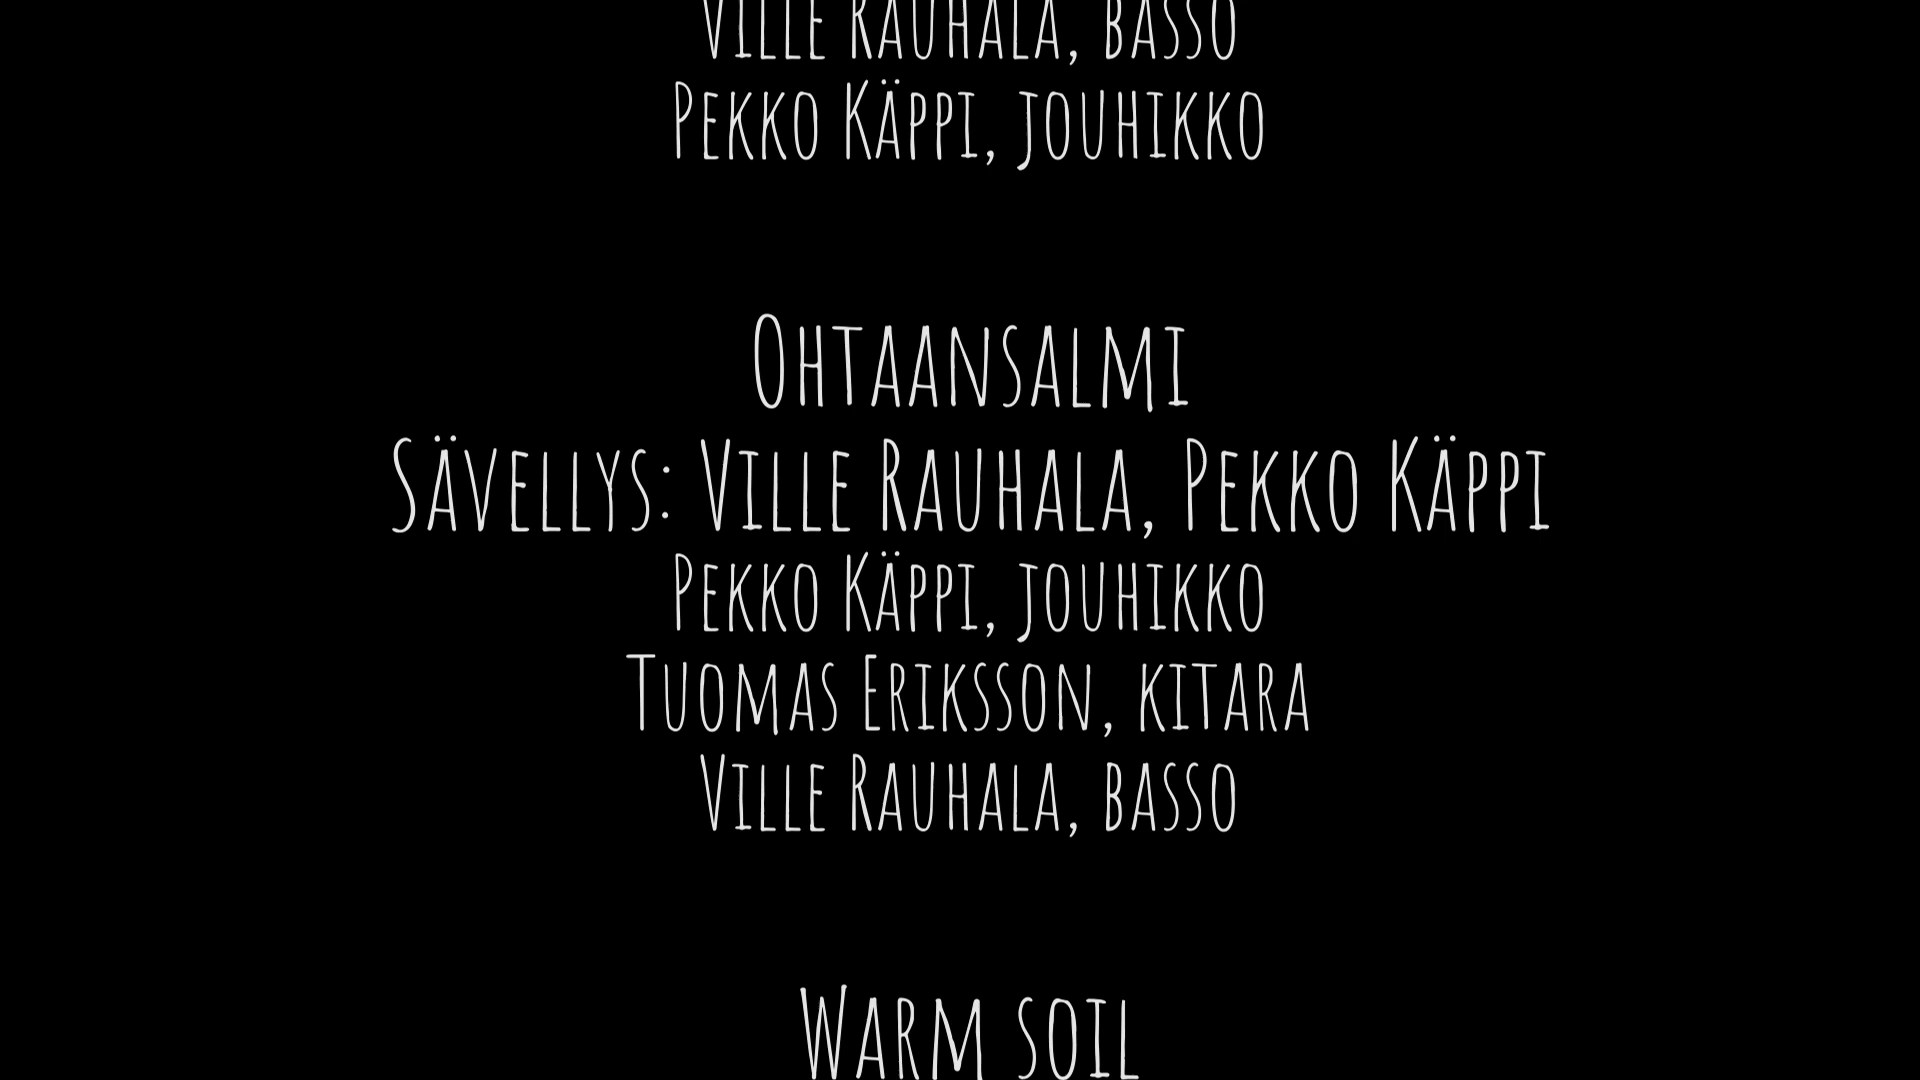 Ville Rauhala, basso
Pekko Käppi, jouhikko
Ohtaansalmi
Sävellys: Ville Rauhala, Pekko Käppi
Pekko Käppi, jouhikko
Tuomas Eriksson, kitara
Ville Rauhala, basso
Warm soil